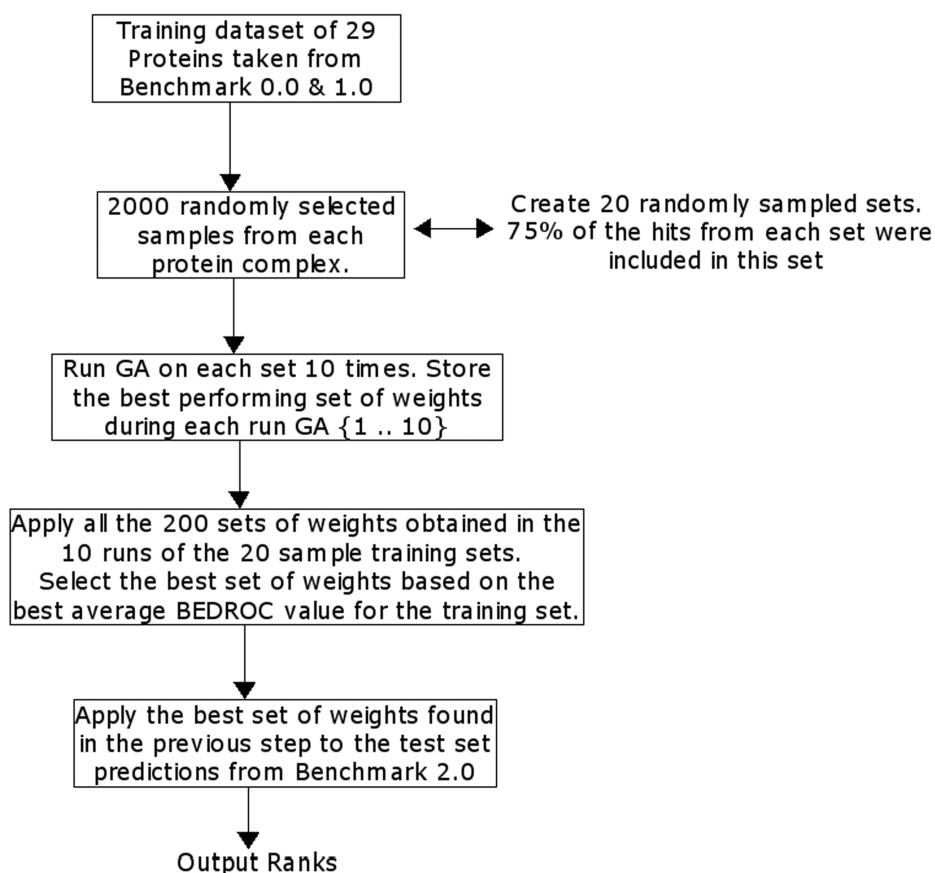 Training dataset of 29
Proteins taken from
Benchmark 0.0 & 1.0
2000 randomly selected
samples from each
protein complex.
Create 20 randomly sampled sets.
75% of the hits from each set were
included in this set
Run GA on each set 10 times. Store
the best performing set of weights
during each run GA {1 .. 10}
Apply all the 200 sets of weights obtained in the
10 runs of the 20 sample training sets.
Select the best set of weights based on the
best average BEDROC value for the training set.
Apply the best set of weights found
in the previous step to the test set
predictions from Benchmark 2.0
Output Ranks